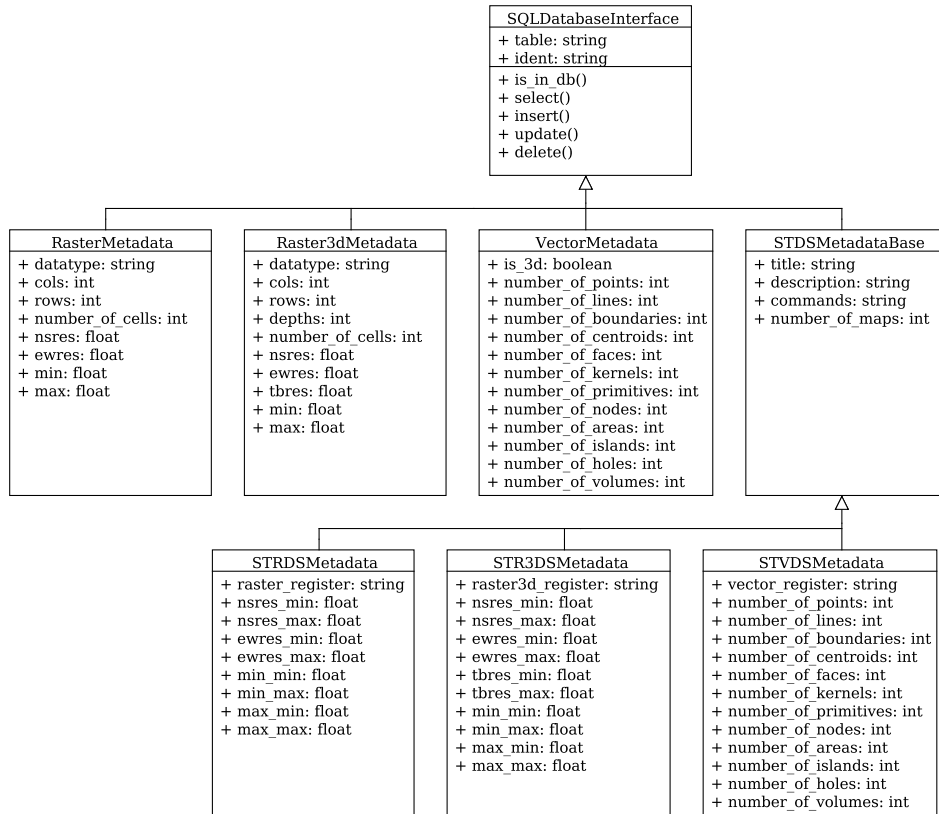 SQLDatabaseInterface
+ table: string
+ ident: string
+ is_in_db()
+ select()
+ insert()
+ update()
+ delete()
RasterMetadata
+ datatype: string
+ cols: int
+ rows: int
+ number_of_cells: int
+ nsres: float
+ ewres: float
+ min: float
+ max: float
Raster3dMetadata
+ datatype: string
+ cols: int
+ rows: int
+ depths: int
+ number_of_cells: int
+ nsres: float
+ ewres: float
+ tbres: float
+ min: float
+ max: float
VectorMetadata
+ is_3d: boolean
+ number_of_points: int
+ number_of_lines: int
+ number_of_boundaries: int
+ number_of_centroids: int
+ number_of_faces: int
+ number_of_kernels: int
+ number_of_primitives: int
+ number_of_nodes: int
+ number_of_areas: int
+ number_of_islands: int
+ number_of_holes: int
+ number_of_volumes: int
STDSMetadataBase
+ title: string
+ description: string
+ commands: string
+ number_of_maps: int
STRDSMetadata
+ raster_register: string
+ nsres_min: float
+ nsres_max: float
+ ewres_min: float
+ ewres_max: float
+ min_min: float
+ min_max: float
+ max_min: float
+ max_max: float
STR3DSMetadata
+ raster3d_register: string
+ nsres_min: float
+ nsres_max: float
+ ewres_min: float
+ ewres_max: float
+ tbres_min: float
+ tbres_max: float
+ min_min: float
+ min_max: float
+ max_min: float
+ max_max: float
STVDSMetadata
+ vector_register: string
+ number_of_points: int
+ number_of_lines: int
+ number_of_boundaries: int
+ number_of_centroids: int
+ number_of_faces: int
+ number_of_kernels: int
+ number_of_primitives: int
+ number_of_nodes: int
+ number_of_areas: int
+ number_of_islands: int
+ number_of_holes: int
+ number_of_volumes: int